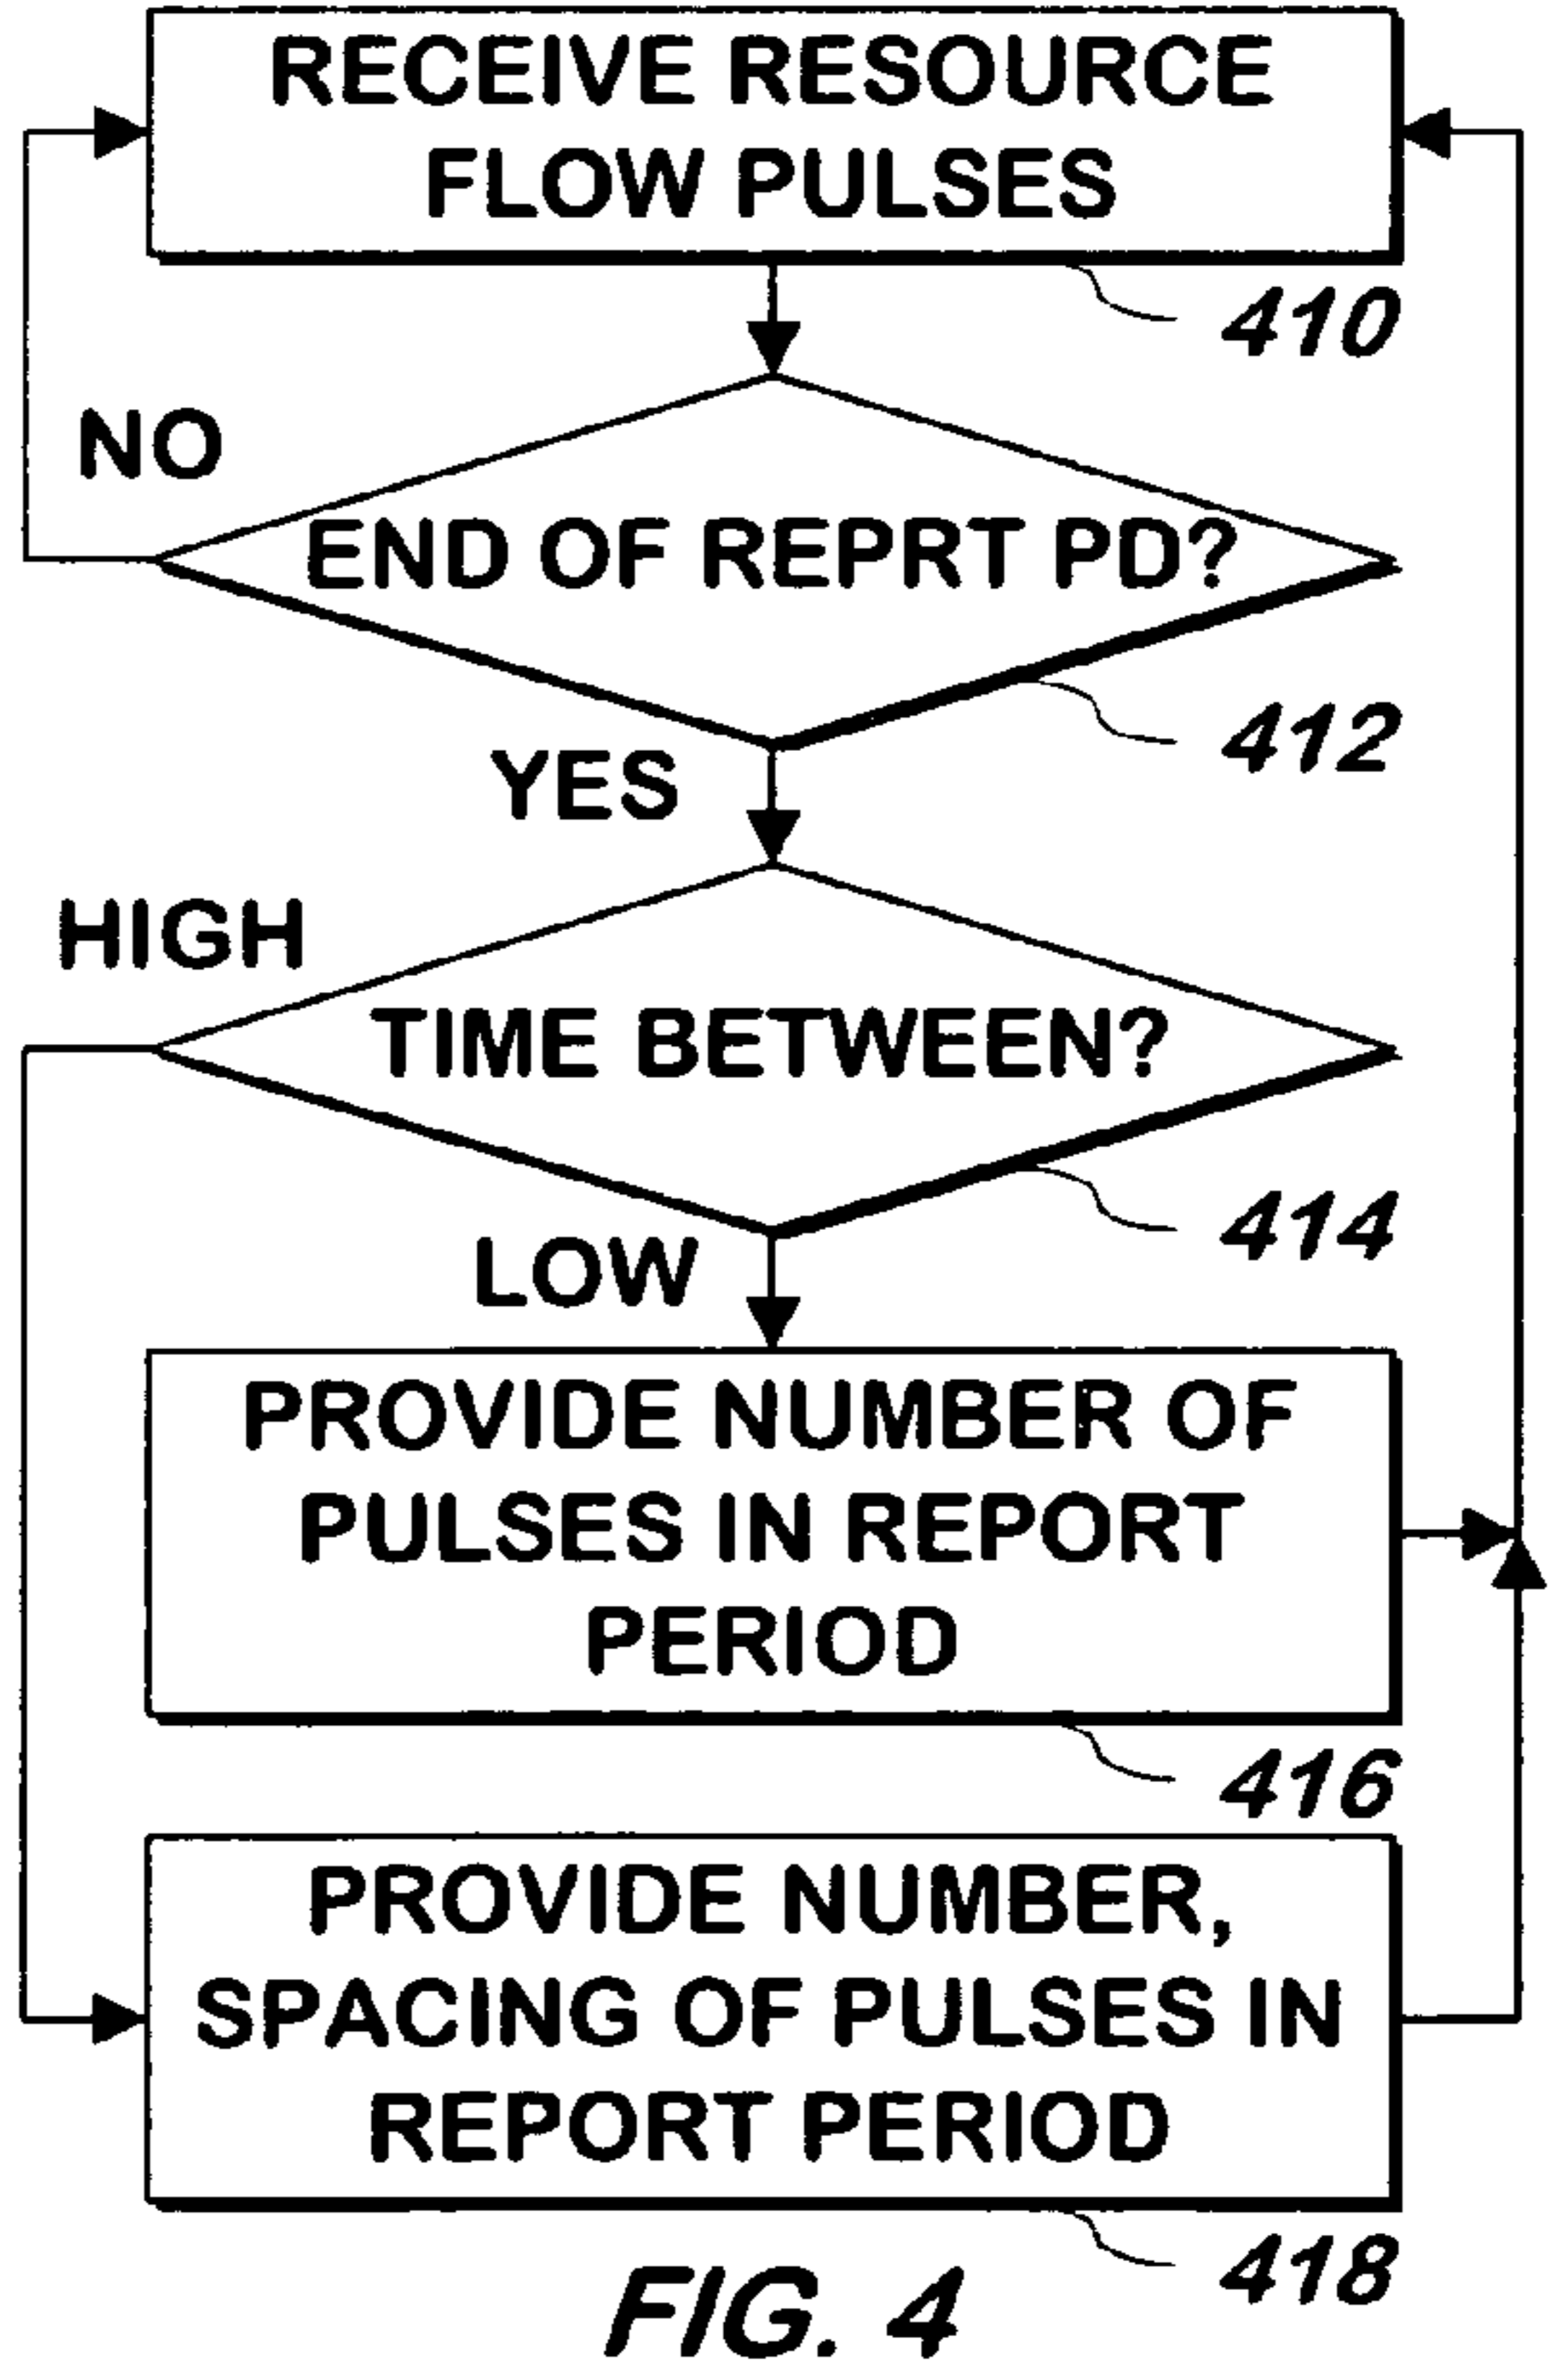 RECEIVE RESOURCE
FLOW PULSES
410
NO
END OF REPRT PD?
412
YES
HIGH
TIME BETWEEN?
414
LOW
PROVIDE NUMBER OF
PULSES IN REPORT
PERIOD
416
PROVIDE NUMBER,
SPACING OF PULSES IN
REPORT PERIOD
418
FIG. 4